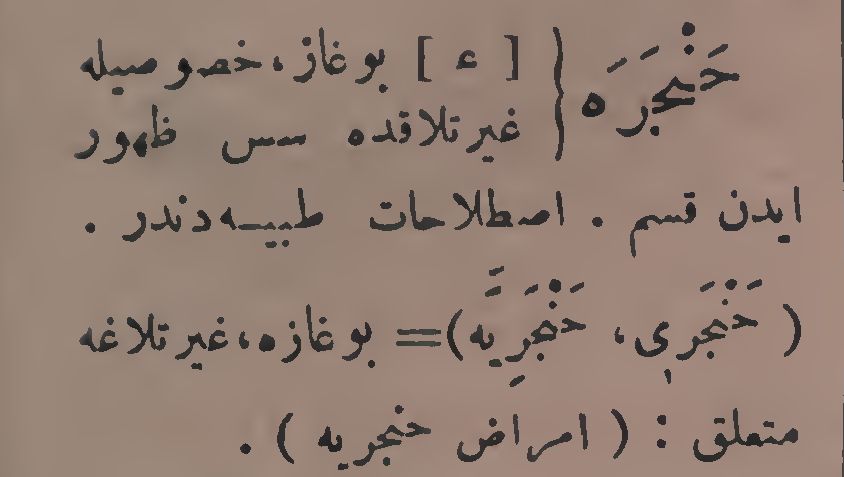 حَنْجَرَه { [ ء ] بوغاز، خصوصیله
غیرتلاقده سس ظهور
ایدن قسم . اصطلاحات طبیه‌دندر .
( حَنْجَرِی، حَنْجَرِیَّه ) = بوغازه، غیرتلاغه
متعلق : ( امراض حنجریه ) .